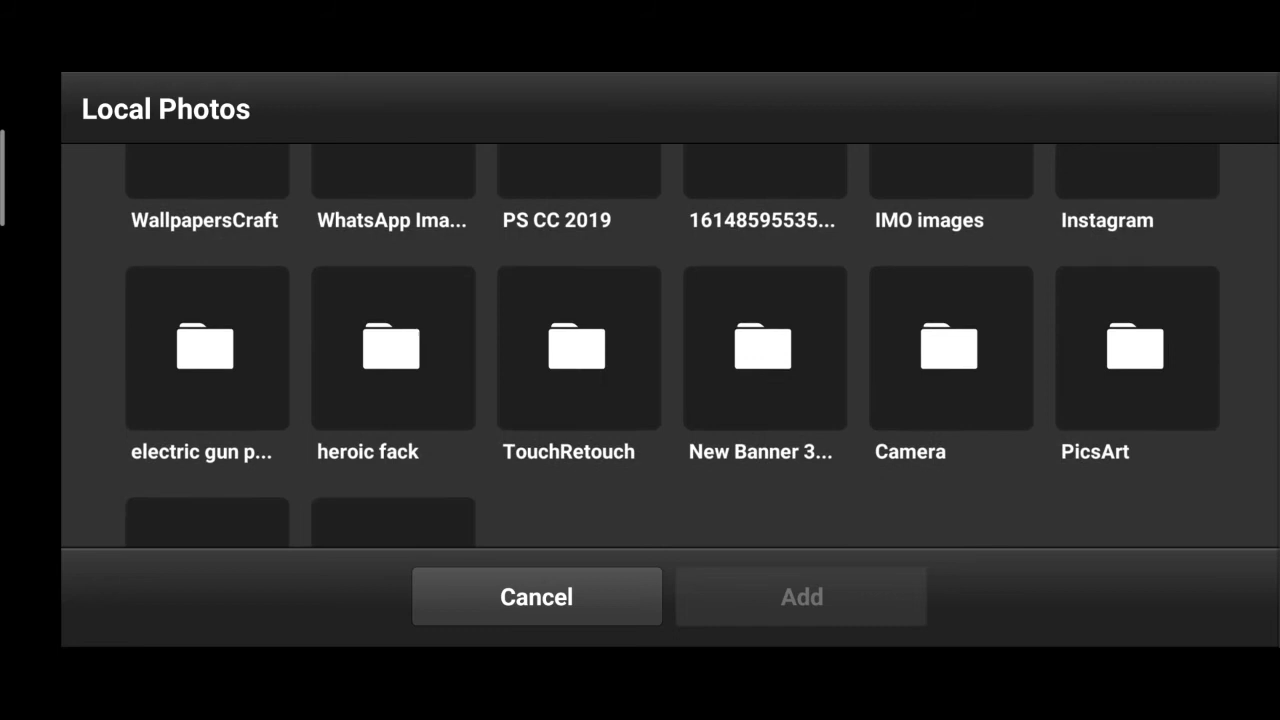 Local Photos
WallpapersCraft
WhatsApp Ima...
PS CC 2019
16148595535...
IMO images
Instagram
electric gun p...
heroic fack
TouchRetouch
New Banner 3...
Camera
PicsArt
Cancel
Add